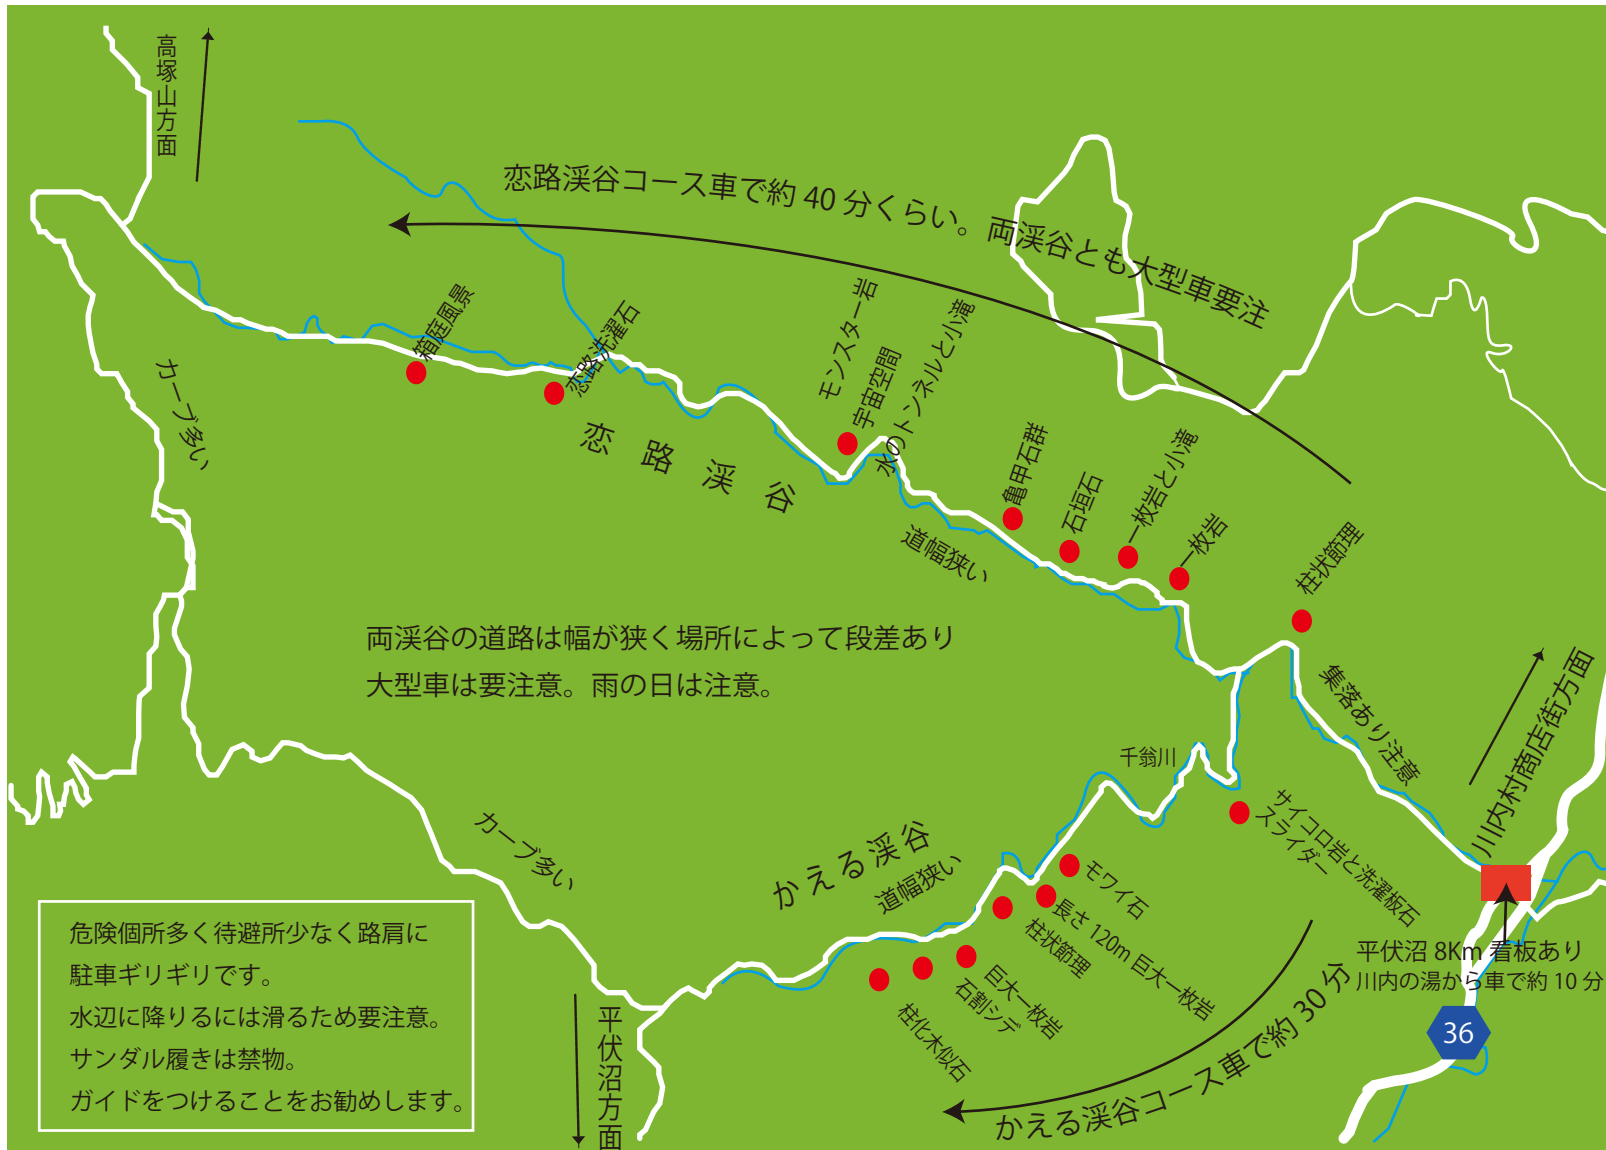 高塚山方面
恋路渓谷コース車で約 40 分くらい。両渓谷とも大型車要注
箱庭風景
恋路洗濯石
モンスター岩
宇宙空間
水のトンネルと小滝
カーブ多い
恋路渓谷
亀甲石群
石垣石
一枚岩と小滝
一枚岩
柱状節理
道幅狭い
両渓谷の道路は幅が狭く場所によって段差あり
大型車は要注意。雨の日は注意。
集落あり注意
川内村商店街方面
千翁川
サイコロ岩と洗濯板石
スライダー
カーブ多い
かえる渓谷
道幅狭い
モワイ石
長さ 120m 巨大一枚岩
柱状節理
巨大一枚岩
石割シデ
柱化木似石
平伏沼 8Km 看板あり
川内の湯から車で約 10 分
36
かえる渓谷コース車で約 30 分
平伏沼方面
危険個所多く待避所少なく路肩に
駐車ギリギリです。
水辺に降りるには滑るため要注意。
サンダル履きは禁物。
ガイドをつけることをお勧めします。